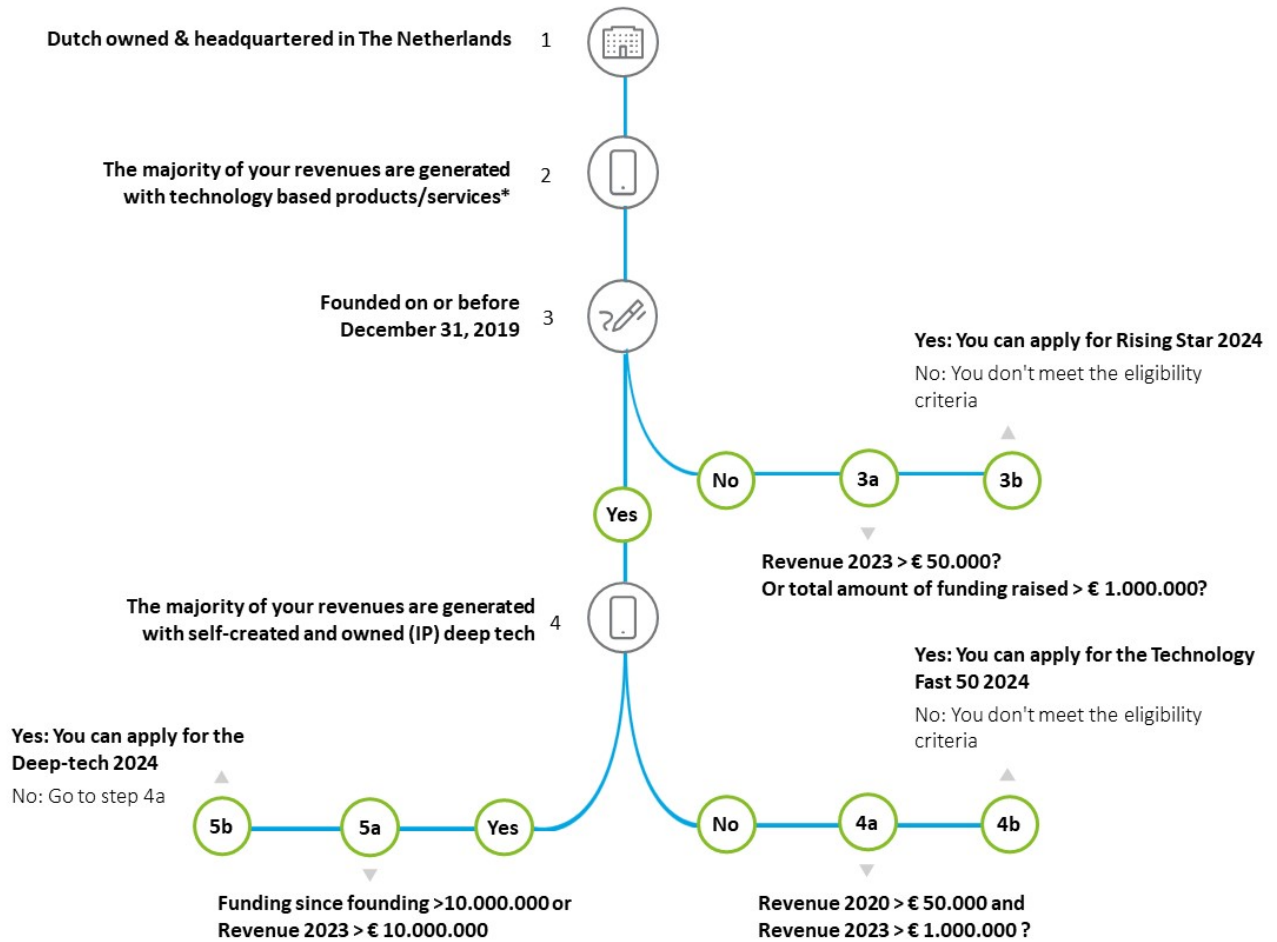 Dutch owned & headquartered in The Netherlands 1
The majority of your revenues are generated
with technology based products/services* 2
Founded on or before
December 31, 2019 3
Yes: You can apply for Rising Star 2024
No: You don't meet the eligibility
criteria
No 3a 3b
Yes
Revenue 2023 > € 50.000?
Or total amount of funding raised > € 1.000.000?
The majority of your revenues are generated
with self-created and owned (IP) deep tech 4
Yes: You can apply for the Technology
Fast 50 2024
No: You don't meet the eligibility
criteria
Yes: You can apply for the
Deep-tech 2024
No: Go to step 4a
5b 5a Yes No 4a 4b
Funding since founding >10.000.000 or
Revenue 2023 > € 10.000.000
Revenue 2020 > € 50.000 and
Revenue 2023 > € 1.000.000 ?